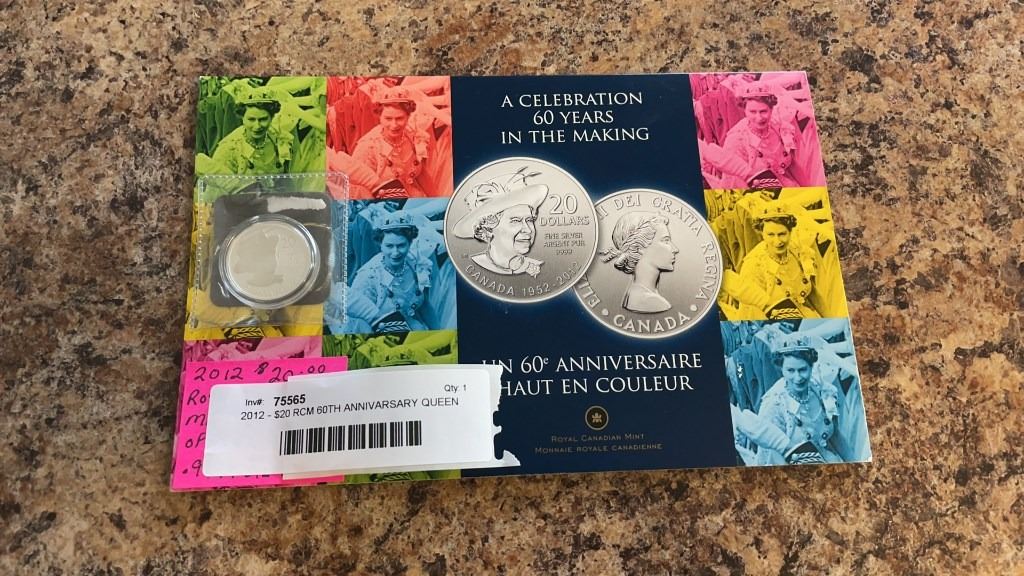 A CELEBRATION
60 YEARS
IN THE MAKING
20
DOLLARS
FINE SILVER
ARGENT PUR
9999
CANADA 1952-2012
DEI GRATIA REGINA
CANADA
UN 60e ANNIVERSAIRE
HAUT EN COULEUR
ROYAL CANADIAN MINT
MONNAIE ROYALE CANADIENNE
2012 $20.00
Inv#: 75565
Qty: 1
2012 - $20 RCM 60TH ANNIVARSARY QUEEN